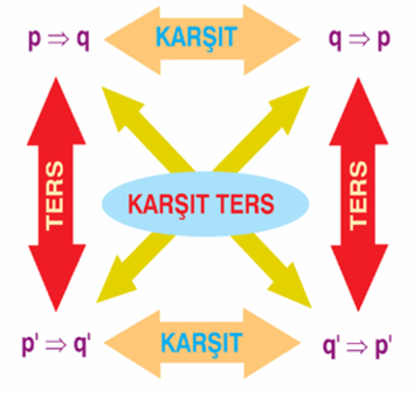 p ⇒ q
KARŞIT
q ⇒ p
TERS
KARŞIT TERS
TERS
p' ⇒ q'
KARŞIT
q' ⇒ p'